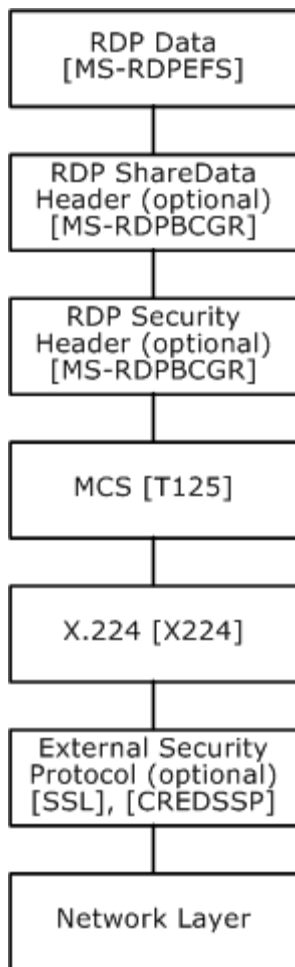 RDP Data
[MS-RDPEFS]
RDP ShareData
Header (optional)
[MS-RDPBCGR]
RDP Security
Header (optional)
[MS-RDPBCGR]
MCS [T125]
X.224 [X224]
External Security
Protocol (optional)
[SSL], [CREDSSP]
Network Layer